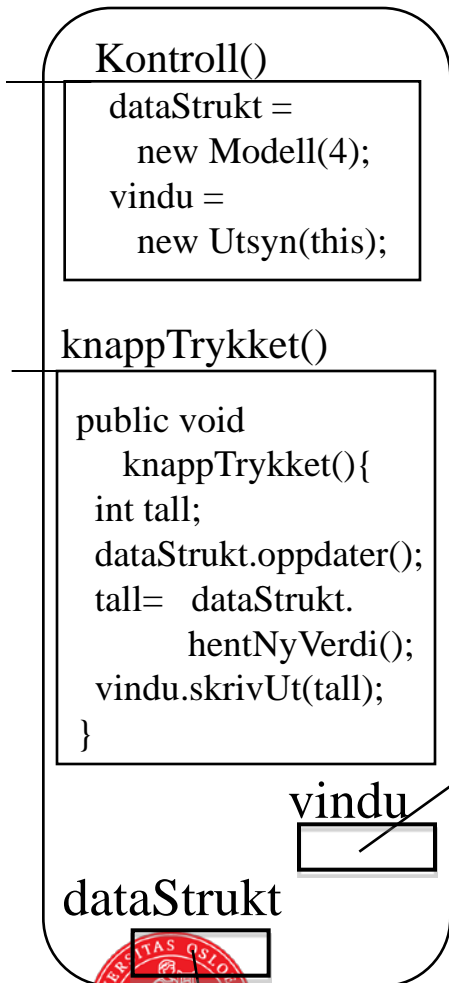 Kontroll()
dataStrukt =
new Modell(4);
vindu =
new Utsyn(this);
knappTrykket()
public void
knappTrykket(){
int tall;
dataStrukt.oppdater();
tall= dataStrukt.
hentNyVerdi();
vindu.skrivUt(tall);
}
vindu
dataStrukt